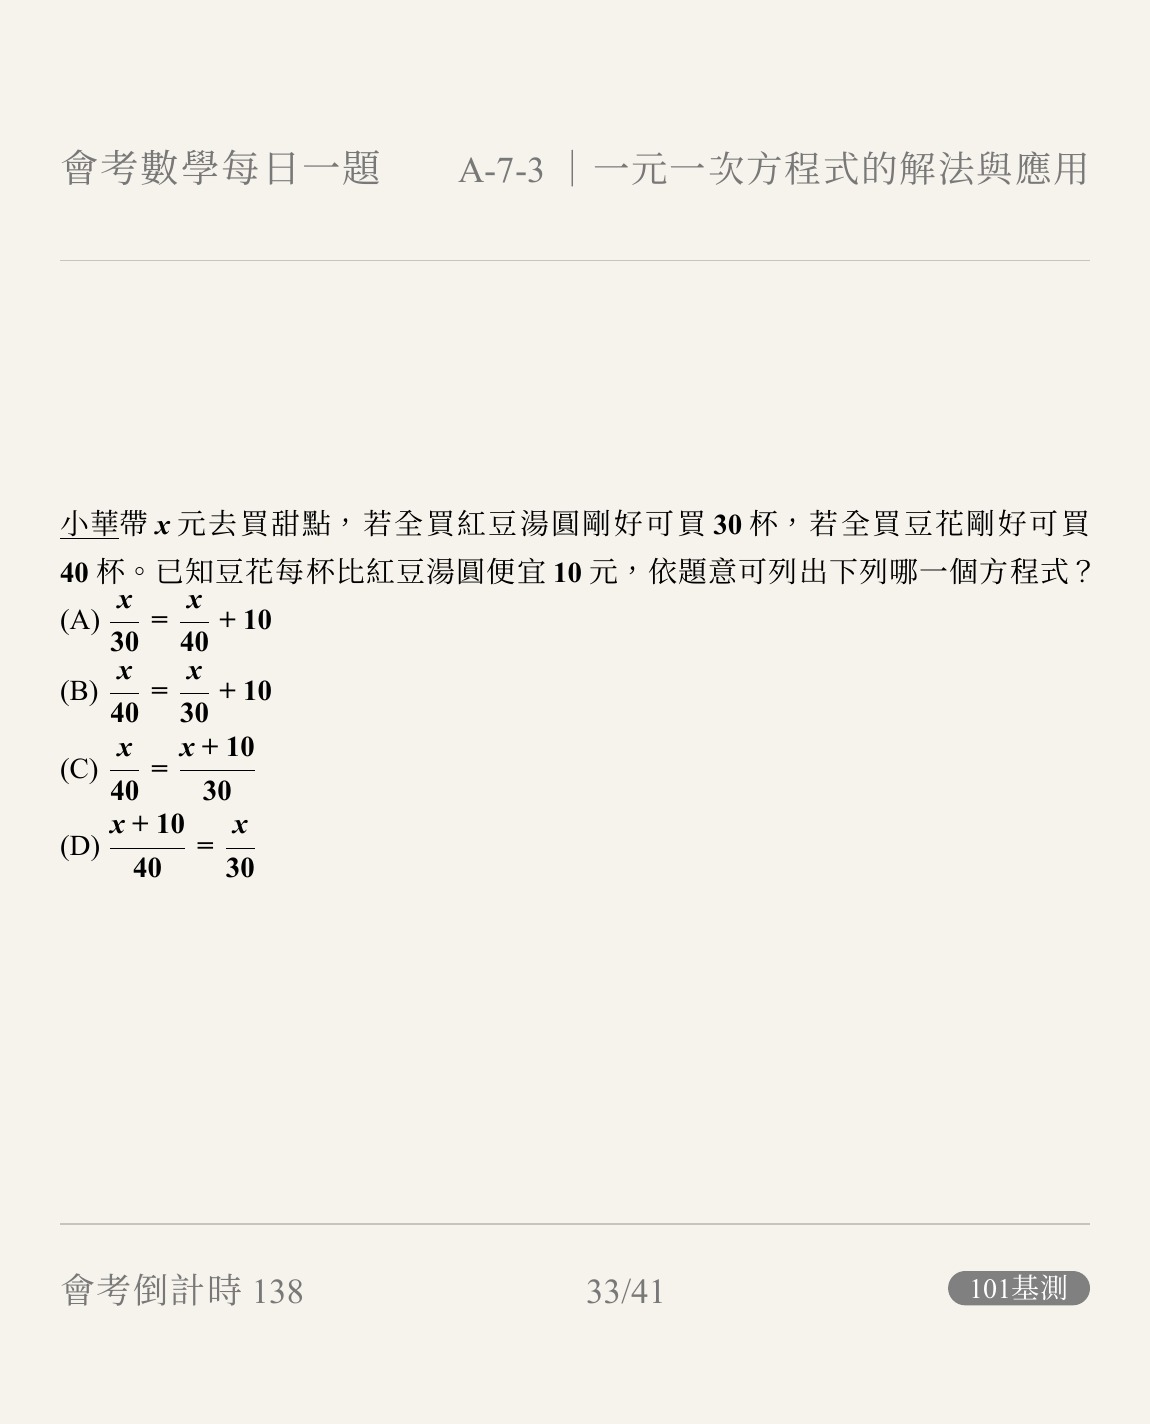 會考數學每日一題 A-7-3｜一元一次方程式的解法與應用
小華帶 x 元去買甜點，若全買紅豆湯圓剛好可買 30 杯，若全買豆花剛好可買
40 杯。已知豆花每杯比紅豆湯圓便宜 10 元，依題意可列出下列哪一個方程式？
(A) x/30 = x/40 + 10
(B) x/40 = x/30 + 10
(C) x/40 = (x + 10)/30
(D) (x + 10)/40 = x/30
會考倒計時 138 33/41 101基測